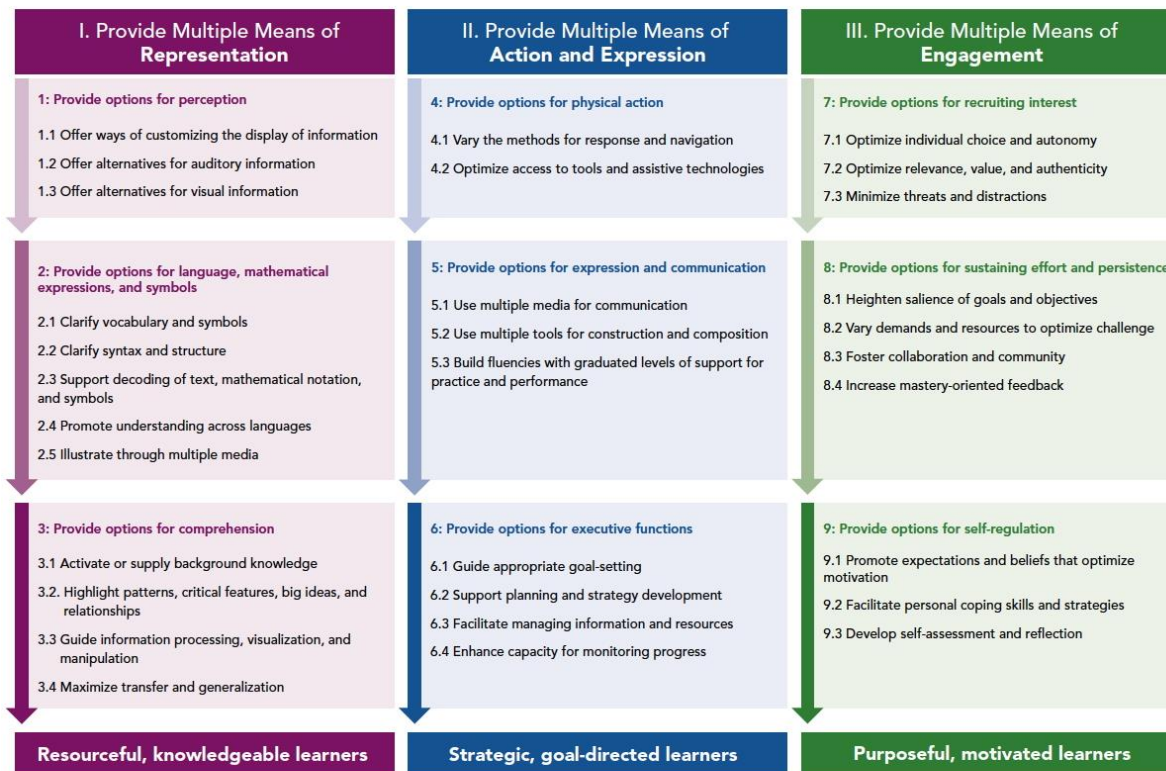 I. Provide Multiple Means of
Representation
1: Provide options for perception
1.1 Offer ways of customizing the display of information
1.2 Offer alternatives for auditory information
1.3 Offer alternatives for visual information
2: Provide options for language, mathematical
expressions, and symbols
2.1 Clarify vocabulary and symbols
2.2 Clarify syntax and structure
2.3 Support decoding of text, mathematical notation,
and symbols
2.4 Promote understanding across languages
2.5 Illustrate through multiple media
3: Provide options for comprehension
3.1 Activate or supply background knowledge
3.2. Highlight patterns, critical features, big ideas, and
relationships
3.3 Guide information processing, visualization, and
manipulation
3.4 Maximize transfer and generalization
Resourceful, knowledgeable learners
II. Provide Multiple Means of
Action and Expression
4: Provide options for physical action
4.1 Vary the methods for response and navigation
4.2 Optimize access to tools and assistive technologies
5: Provide options for expression and communication
5.1 Use multiple media for communication
5.2 Use multiple tools for construction and composition
5.3 Build fluencies with graduated levels of support for
practice and performance
6: Provide options for executive functions
6.1 Guide appropriate goal-setting
6.2 Support planning and strategy development
6.3 Facilitate managing information and resources
6.4 Enhance capacity for monitoring progress
Strategic, goal-directed learners
III. Provide Multiple Means of
Engagement
7: Provide options for recruiting interest
7.1 Optimize individual choice and autonomy
7.2 Optimize relevance, value, and authenticity
7.3 Minimize threats and distractions
8: Provide options for sustaining effort and persistence
8.1 Heighten salience of goals and objectives
8.2 Vary demands and resources to optimize challenge
8.3 Foster collaboration and community
8.4 Increase mastery-oriented feedback
9: Provide options for self-regulation
9.1 Promote expectations and beliefs that optimize
motivation
9.2 Facilitate personal coping skills and strategies
9.3 Develop self-assessment and reflection
Purposeful, motivated learners